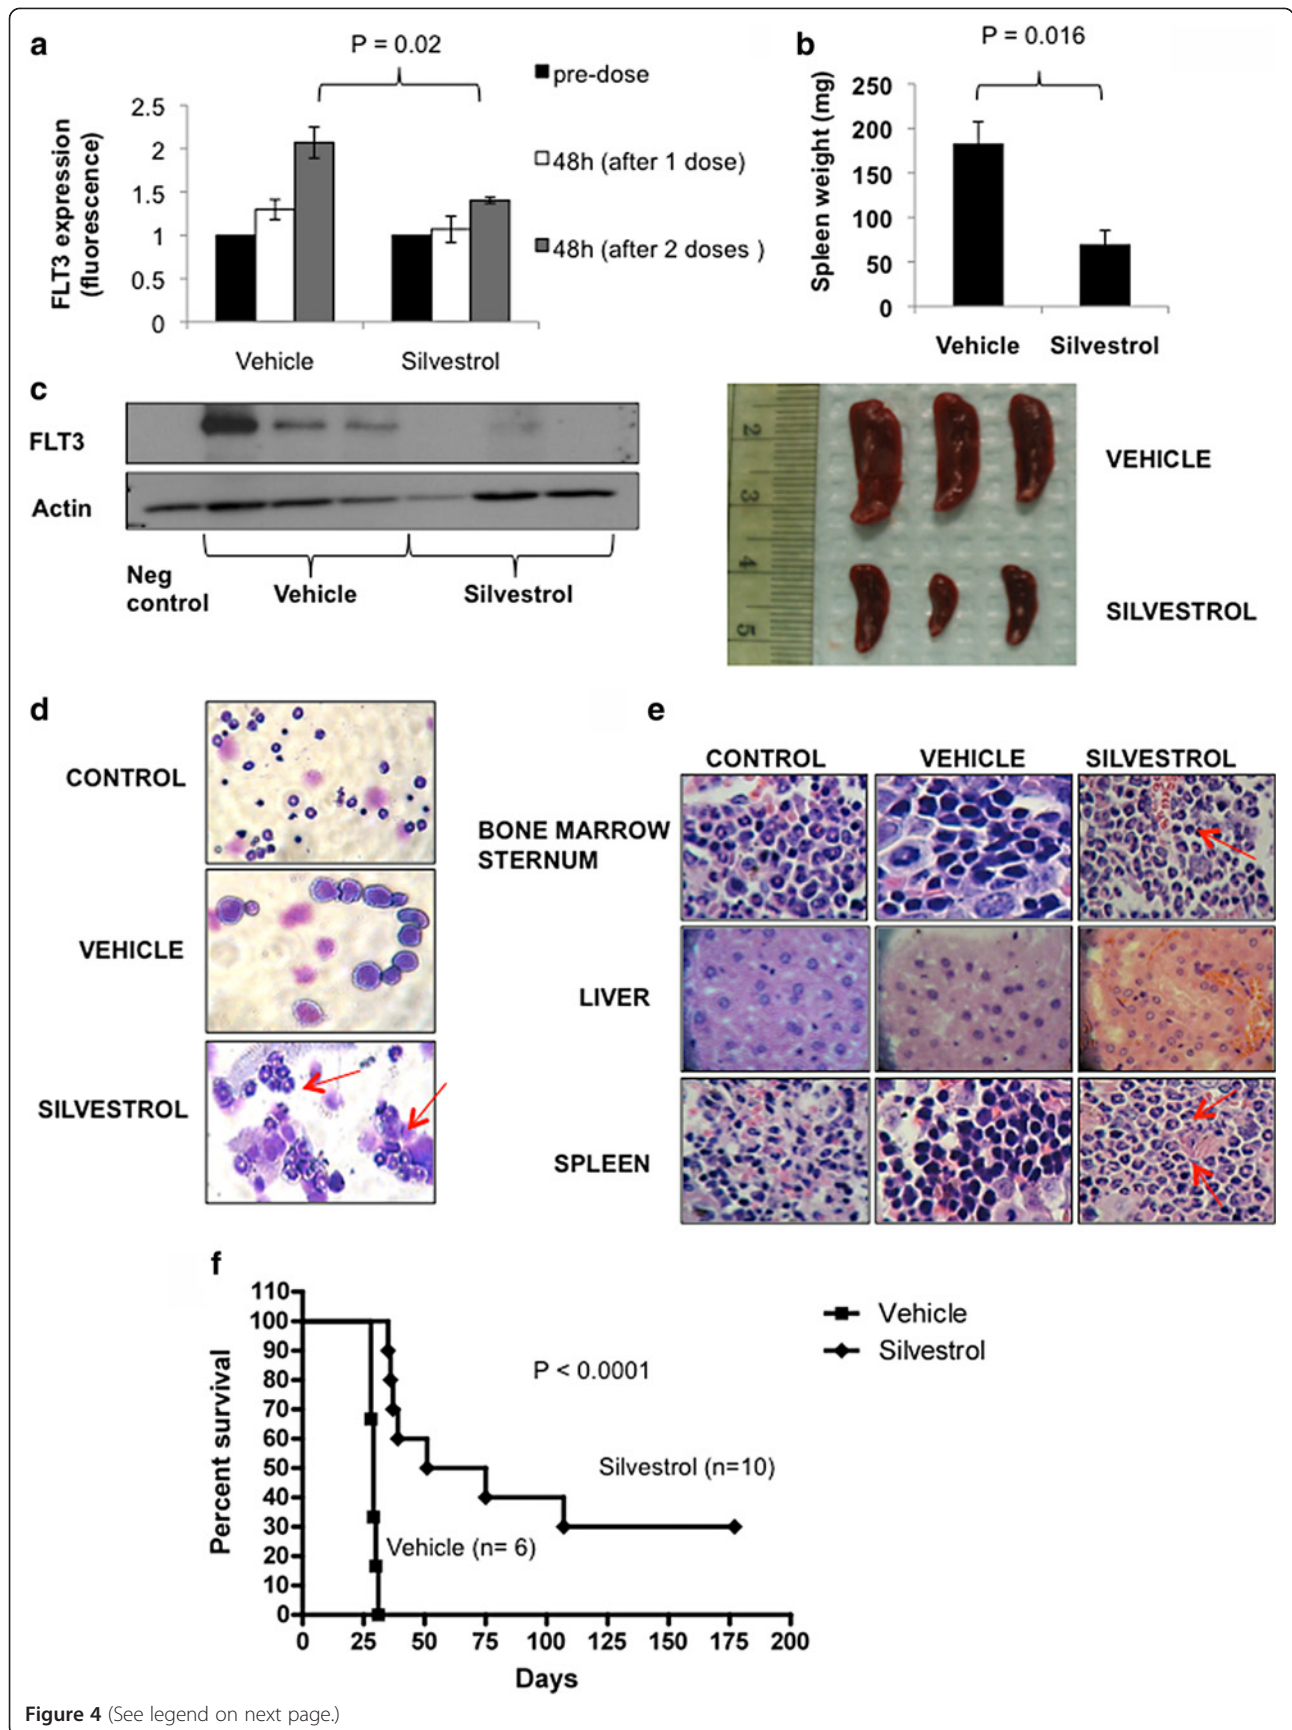 a
P = 0.02
FLT3 expression
(fluorescence)
2.5
2
1.5
1
0.5
0
Vehicle
Silvestrol
pre-dose
48h (after 1 dose)
48h (after 2 doses )
b
P = 0.016
Spleen weight (mg)
250
200
150
100
50
0
Vehicle
Silvestrol
2
3
4
5
VEHICLE
SILVESTROL
c
FLT3
Actin
Neg
control
Vehicle
Silvestrol
d
CONTROL
VEHICLE
SILVESTROL
e
CONTROL
VEHICLE
SILVESTROL
BONE MARROW
STERNUM
LIVER
SPLEEN
f
Percent survival
110
100
90
80
70
60
50
40
30
20
10
0
0 25 50 75 100 125 150 175 200
Days
P < 0.0001
Silvestrol (n=10)
Vehicle (n= 6)
Vehicle
Silvestrol
Figure 4 (See legend on next page.)